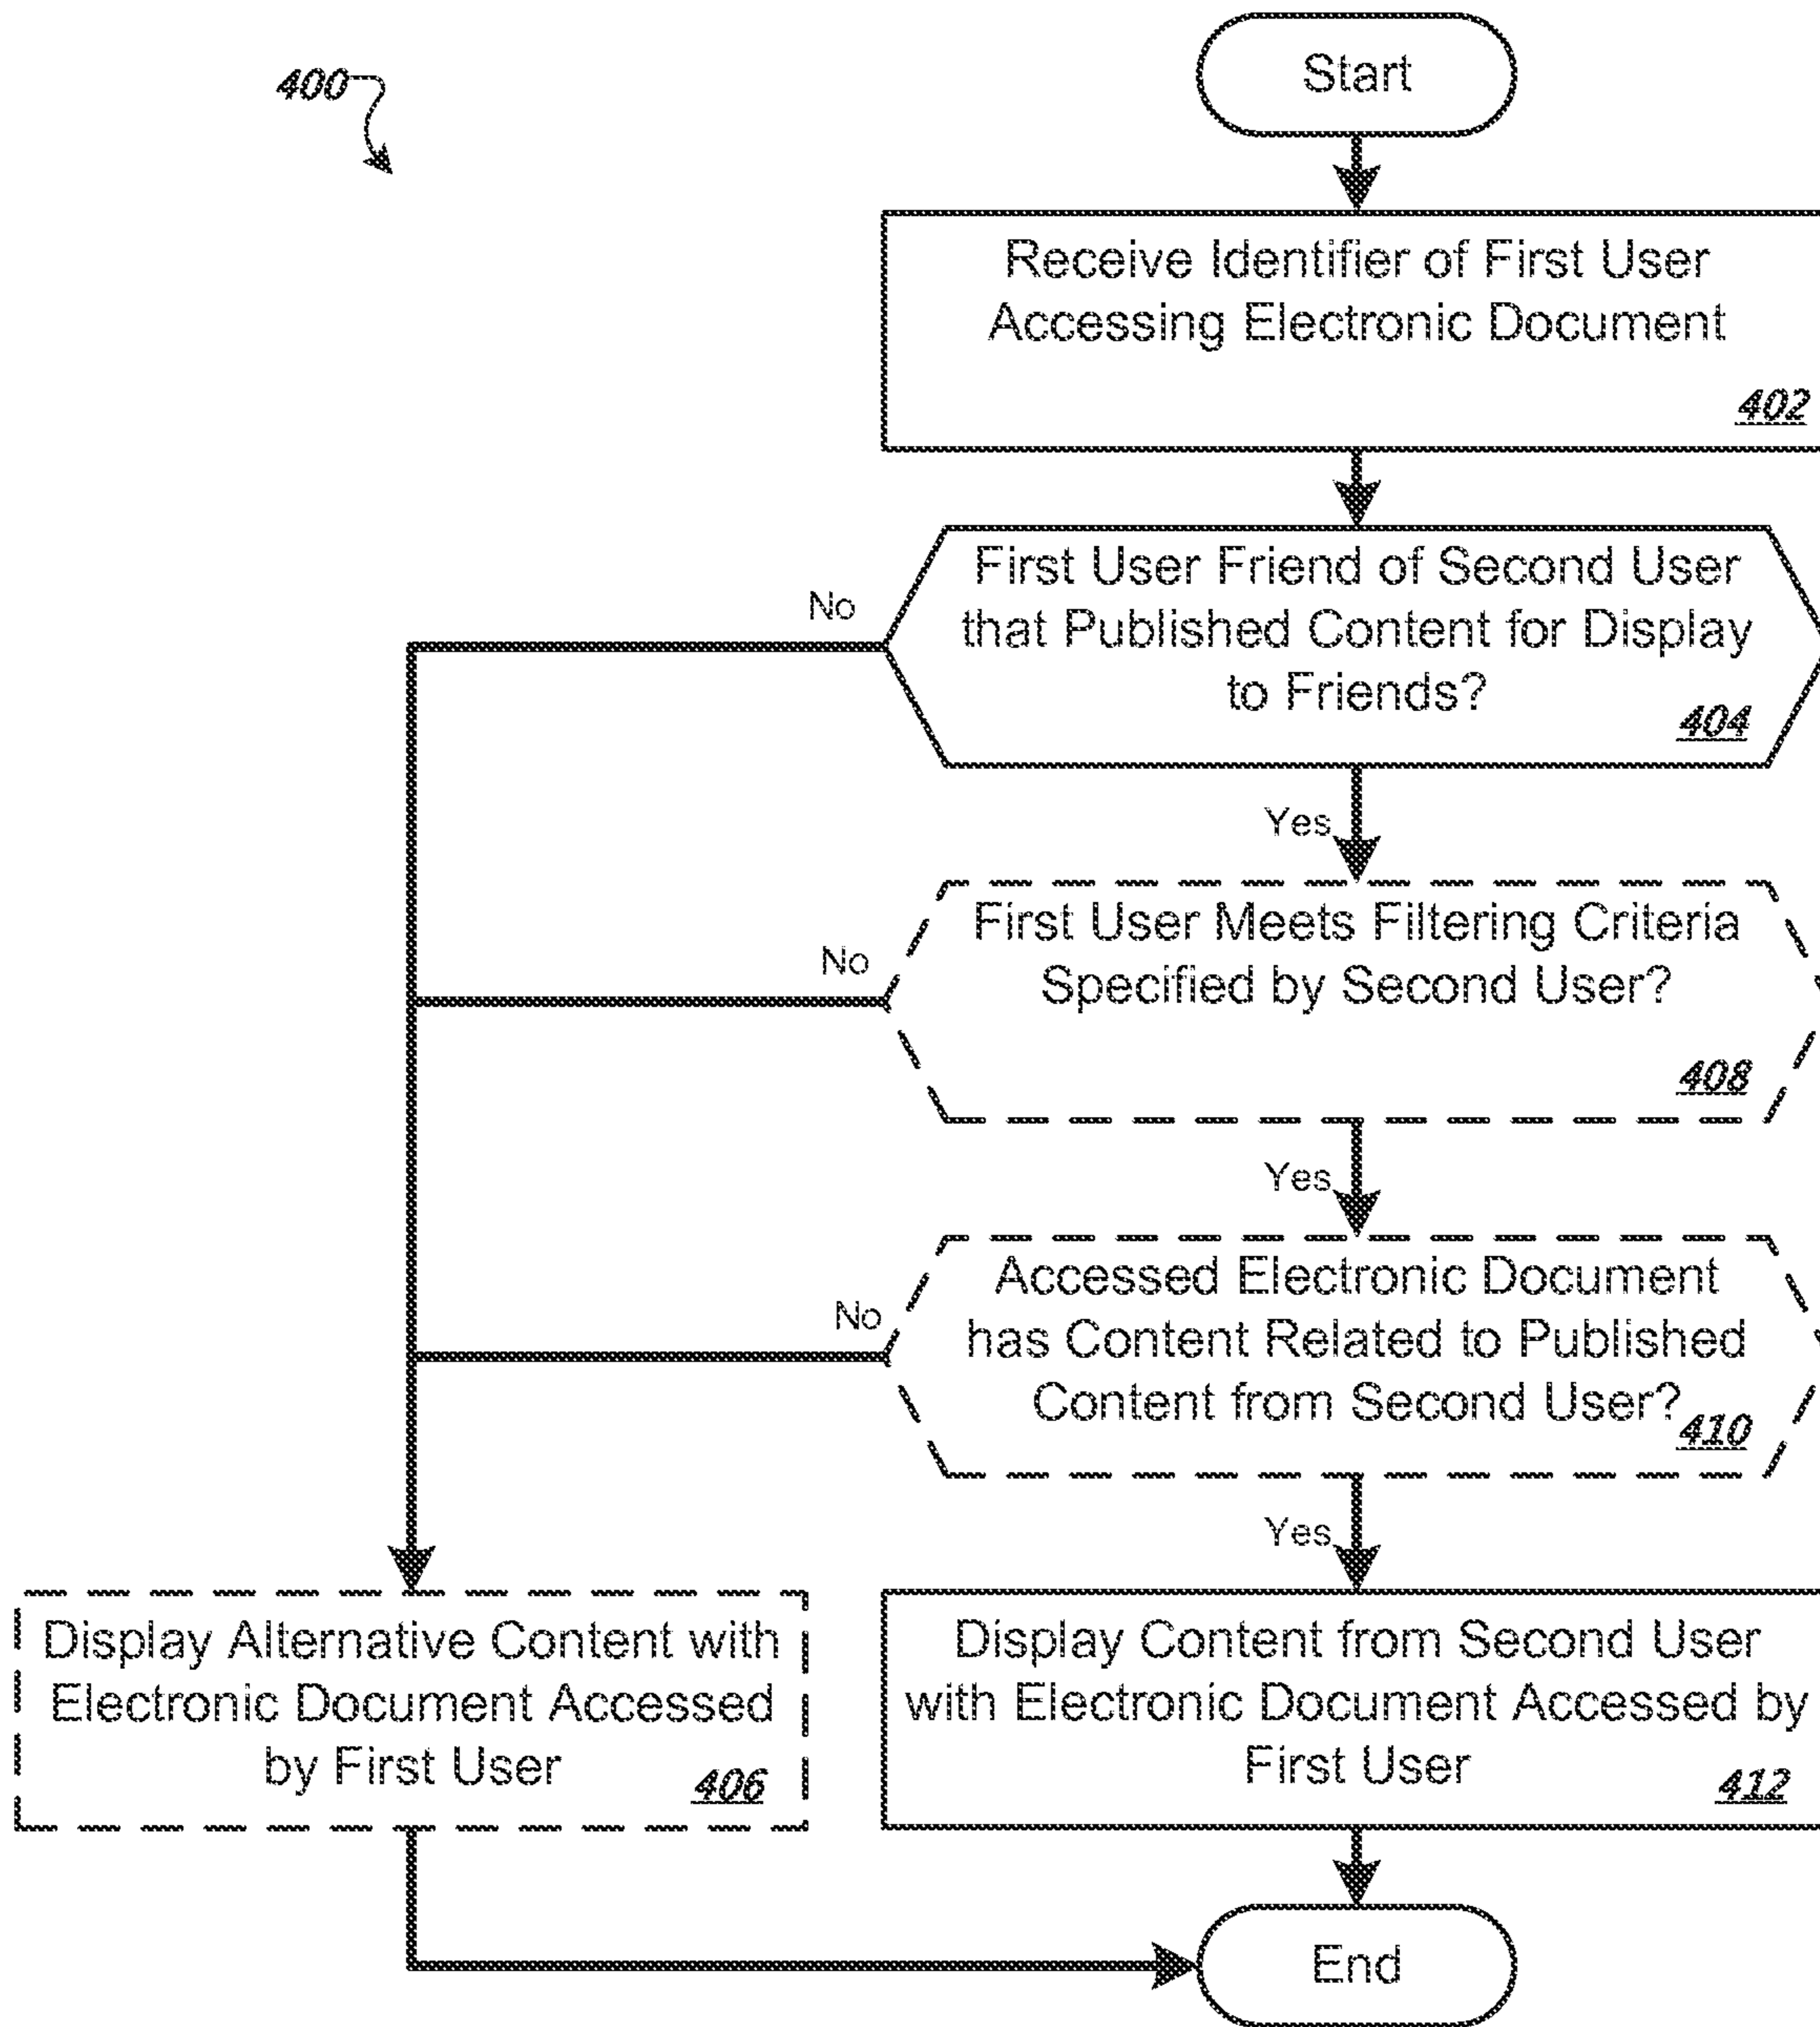 400
Start
Receive Identifier of First User
Accessing Electronic Document
402
First User Friend of Second User
that Published Content for Display
to Friends?
404
No
Yes
First User Meets Filtering Criteria
Specified by Second User?
408
No
Yes
Accessed Electronic Document
has Content Related to Published
Content from Second User?
410
No
Yes
Display Alternative Content with
Electronic Document Accessed
by First User
406
Display Content from Second User
with Electronic Document Accessed by
First User
412
End